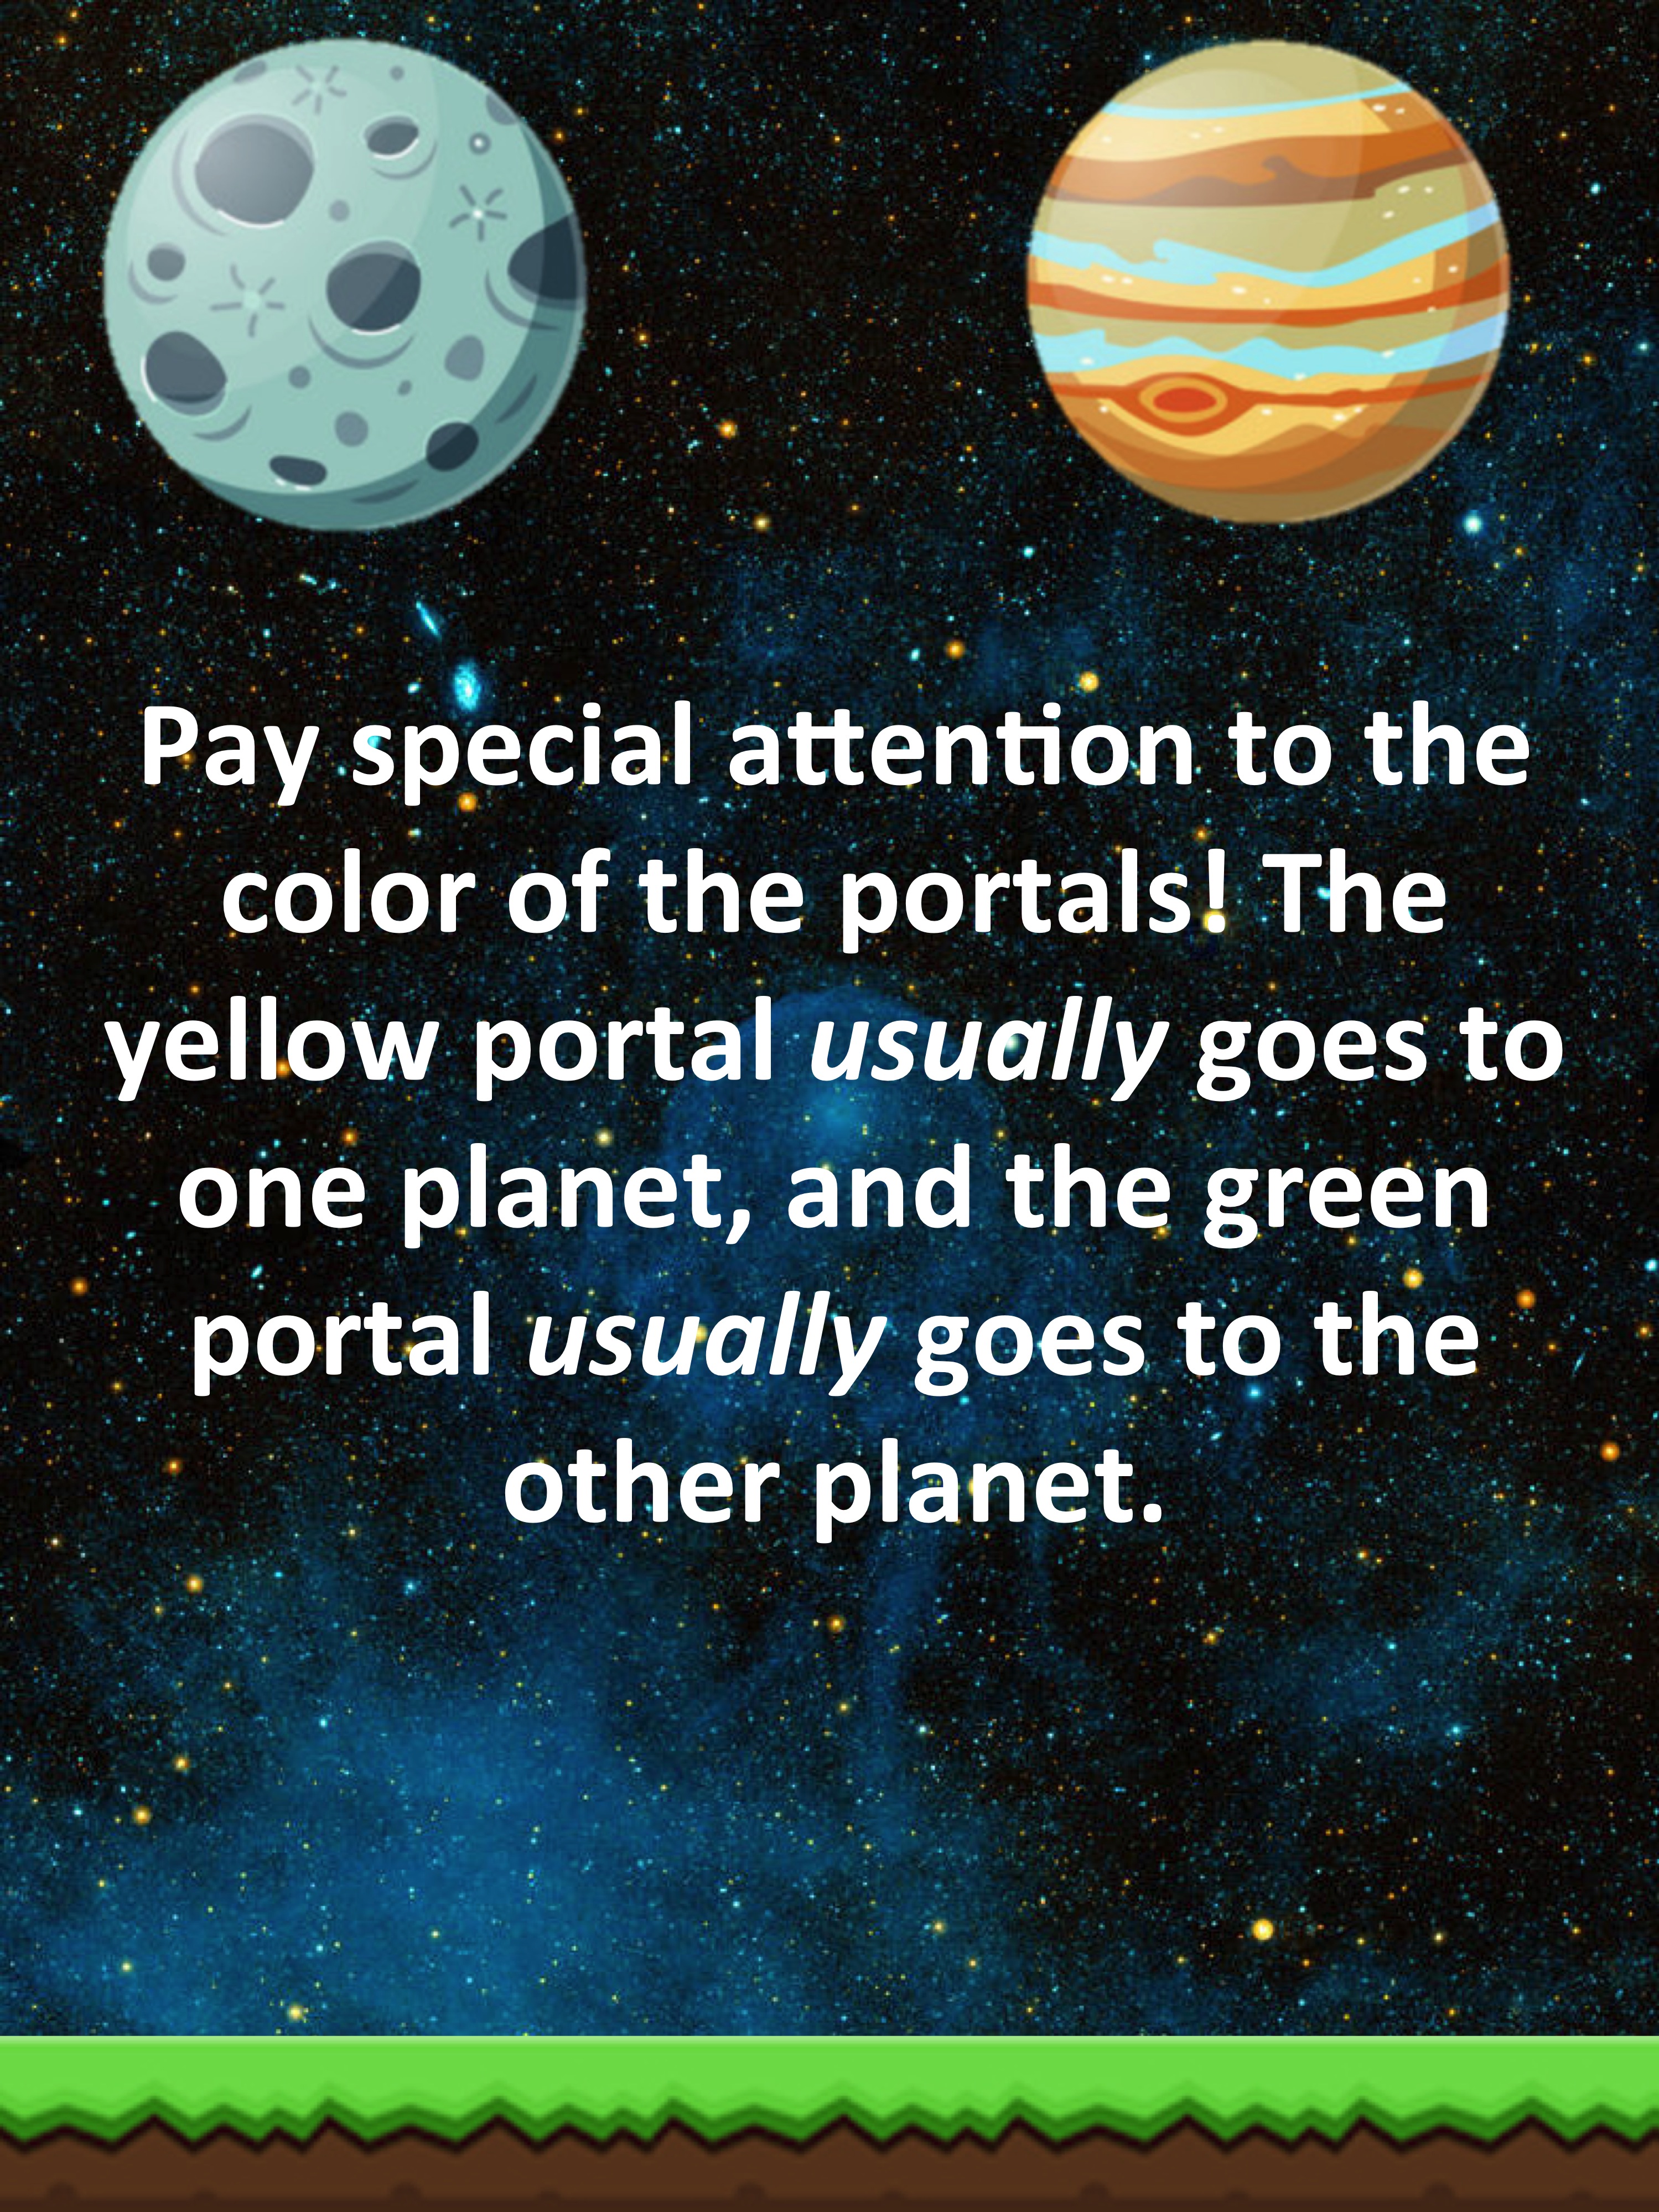 Pay special attention to the
color of the portals! The
yellow portal usually goes to
one planet, and the green
portal usually goes to the
other planet.